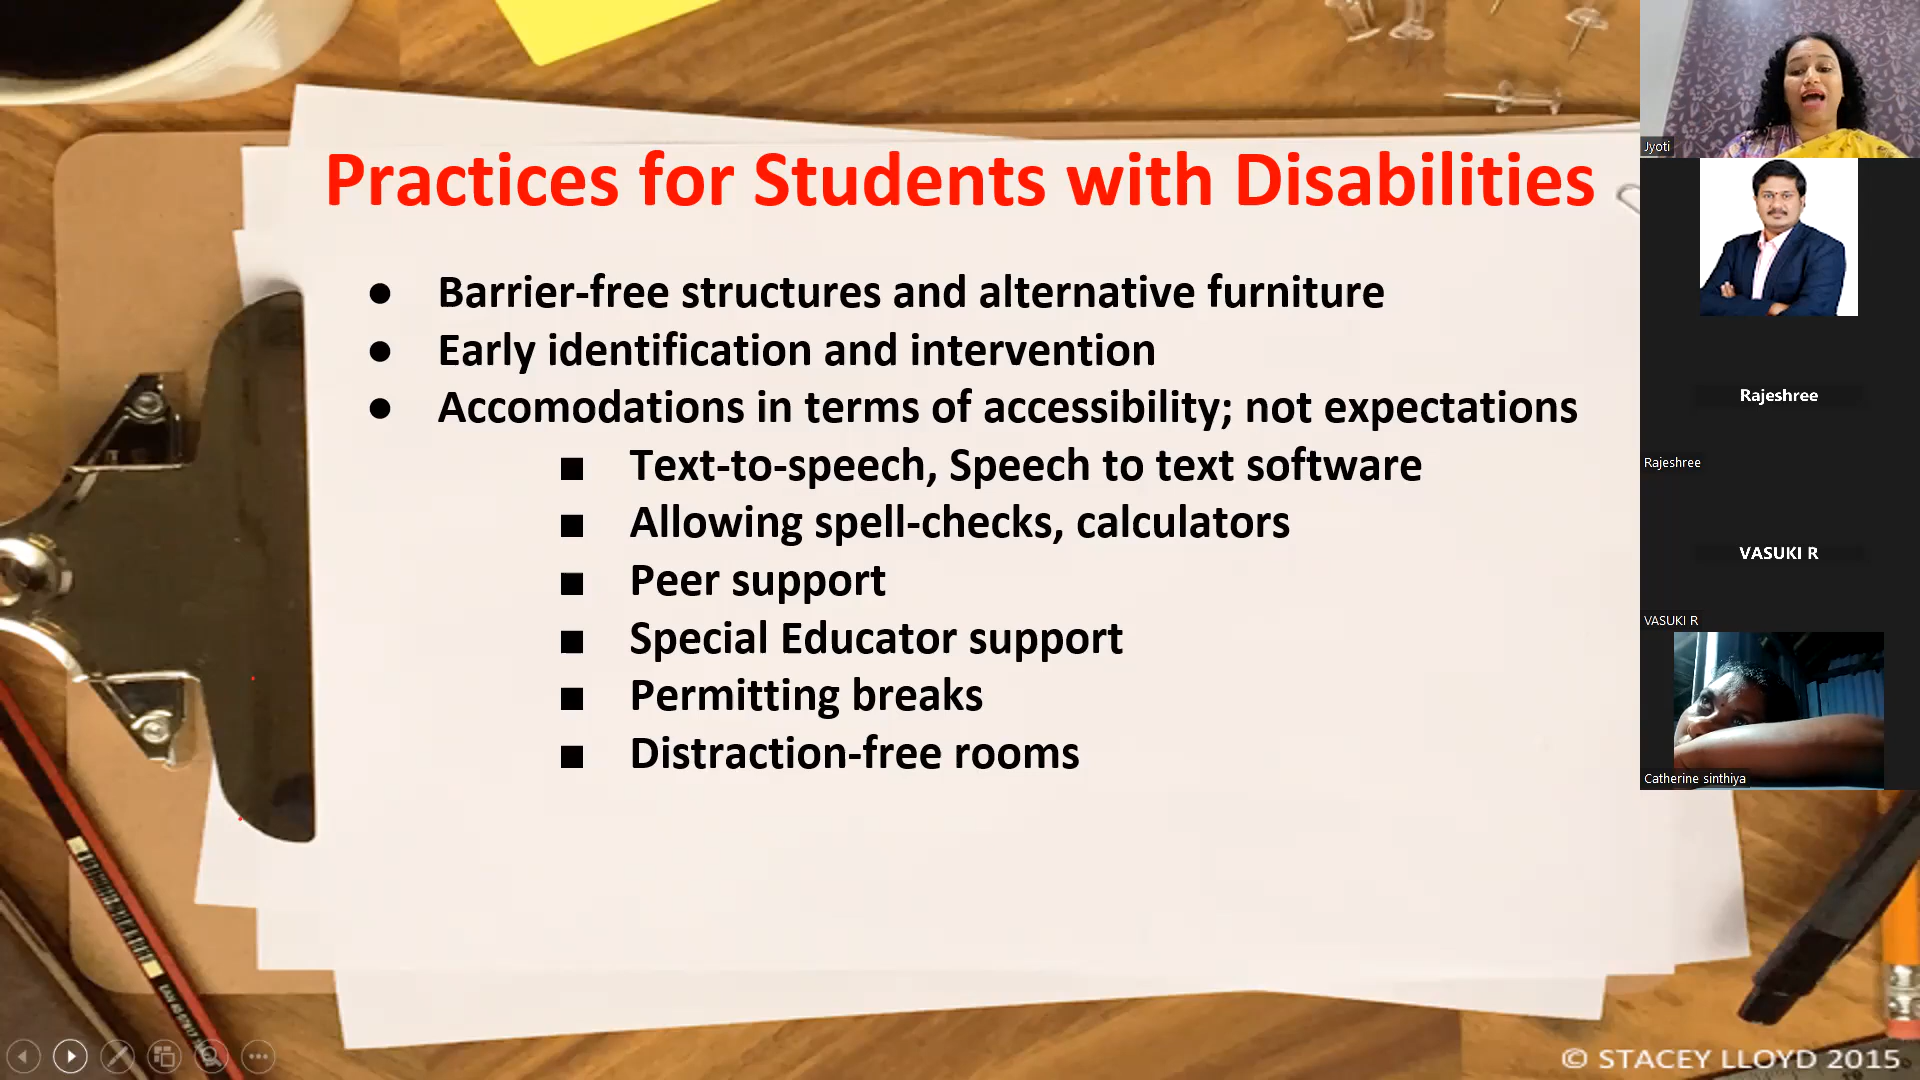 Practices for Students with Disabilities
● Barrier-free structures and alternative furniture
● Early identification and intervention
● Accomodations in terms of accessibility; not expectations
■ Text-to-speech, Speech to text software
■ Allowing spell-checks, calculators
■ Peer support
■ Special Educator support
■ Permitting breaks
■ Distraction-free rooms
Jyoti
Rajeshree
Rajeshree
VASUKI R
VASUKI R
Catherine sinthiya
© STACEY LLOYD 2015